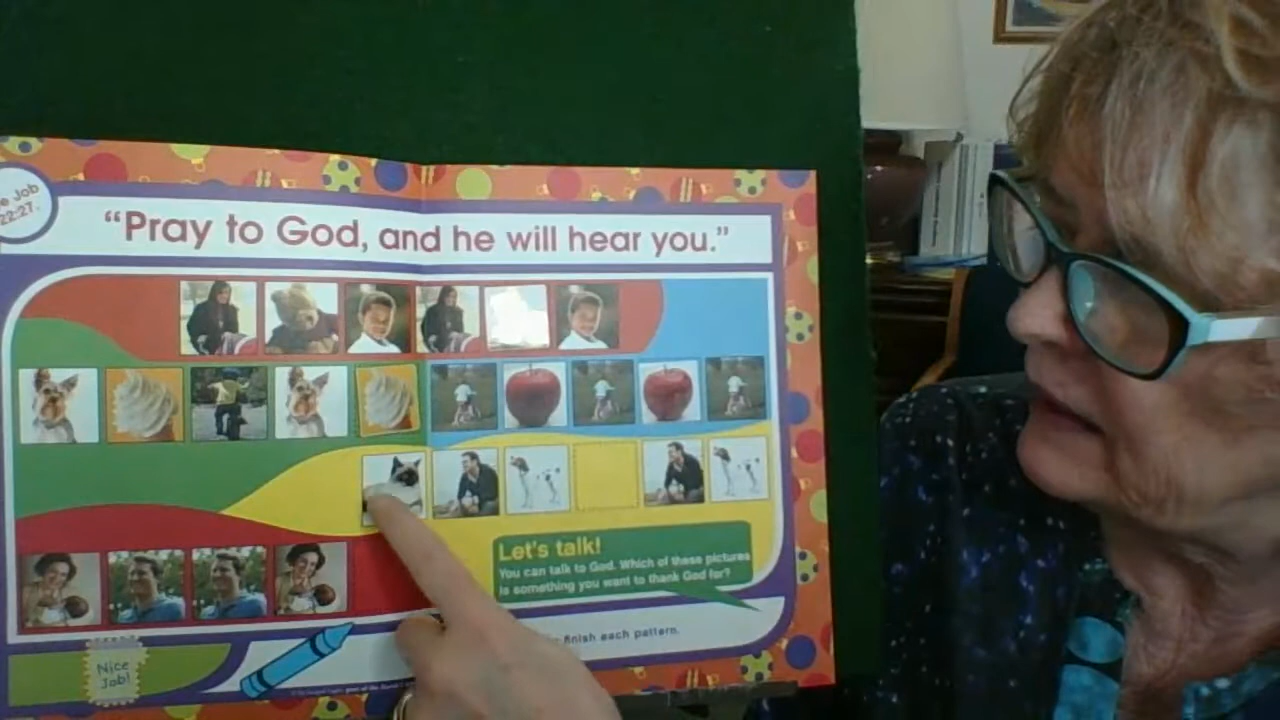 e Job
22:27.
“Pray to God, and he will hear you.”
Let's talk!
You can talk to God. Which of these pictures
is something you want to thank God for?
finish each pattern.
Nice
Job!